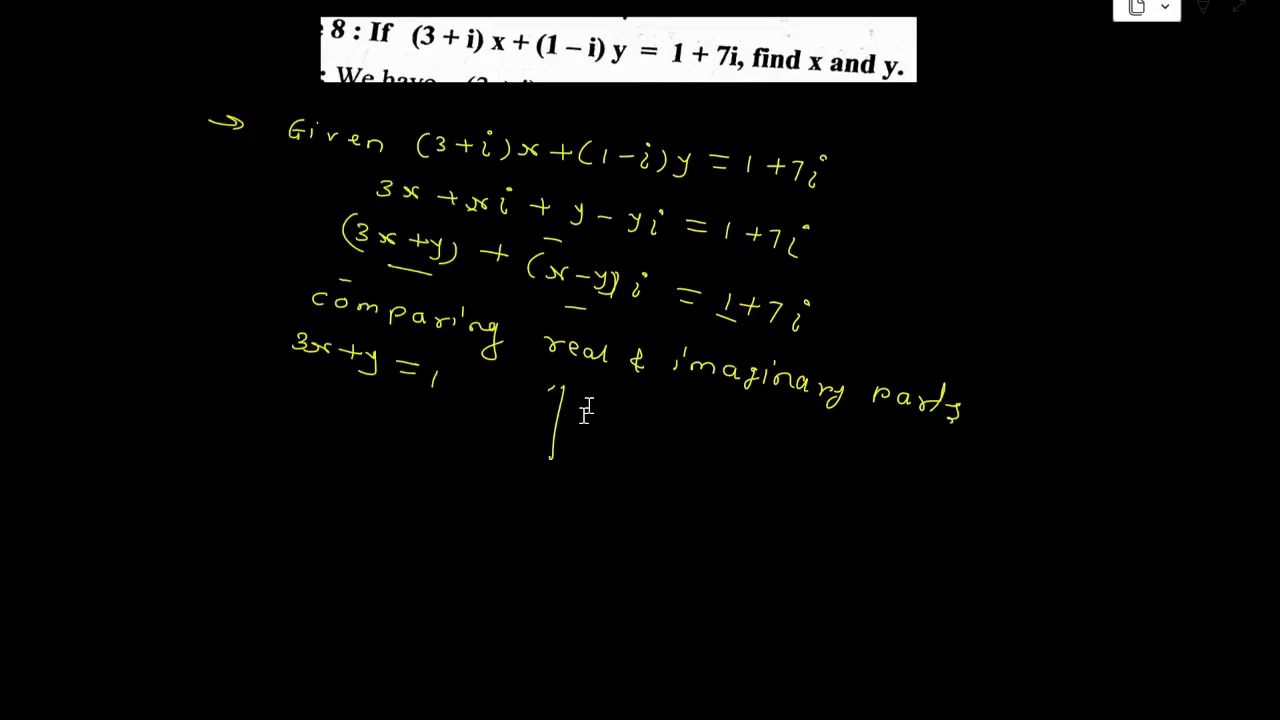 8 : If (3 + i) x + (1 – i) y = 1 + 7i, find x and y.
: We have
→ Given (3+i)x+(1-i)y = 1+7i
3x+xi+y-yi = 1+7i
(3x+y) + (x-y)i = 1+7i
comparing real & imaginary parts
3x+y = 1